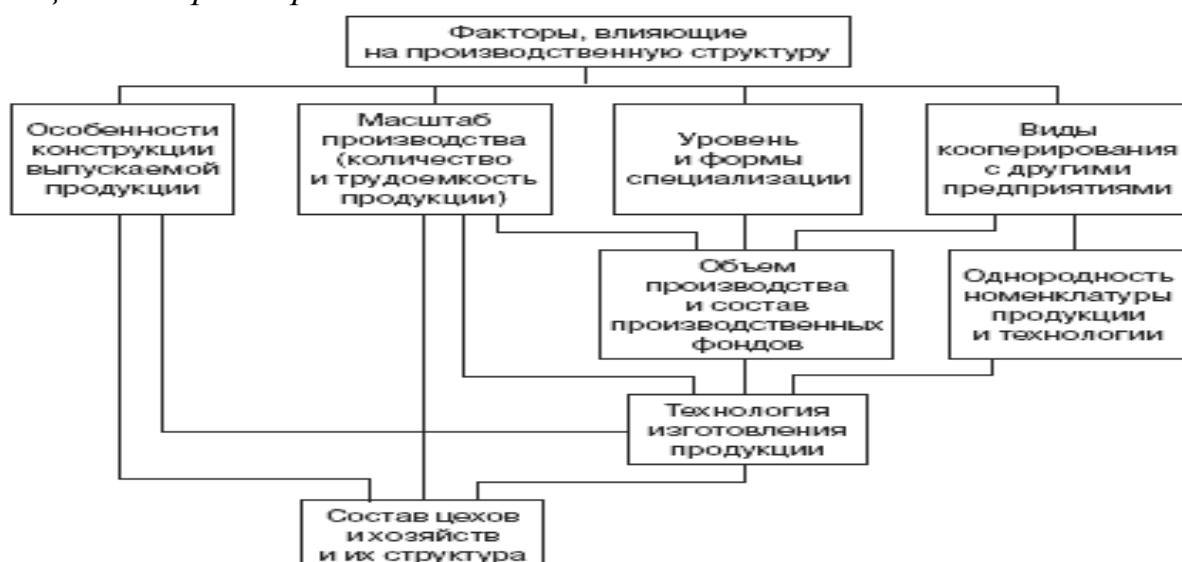 Факторы, влияющие
на производственную структуру
Особенности
конструкции
выпускаемой
продукции
Масштаб
производства
(количество
и трудоемкость
продукции)
Уровень
и формы
специализации
Виды
кооперирования
с другими
предприятиями
Объем
производства
и состав
производственных
фондов
Однородность
номенклатуры
продукции
и технологии
Технология
изготовления
продукции
Состав цехов
и хозяйств
и их структура